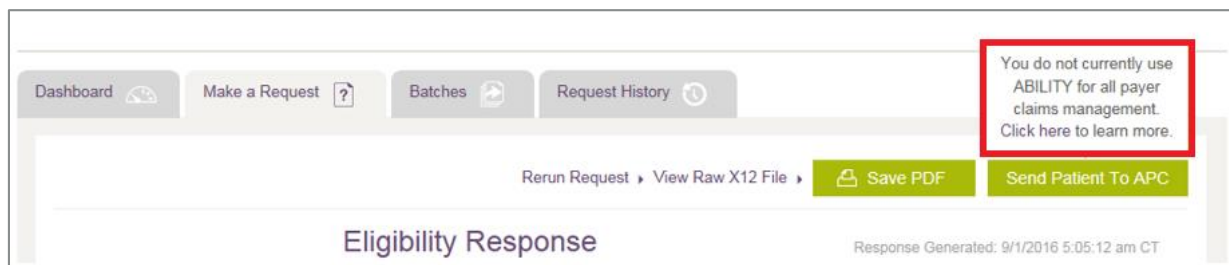 You do not currently use
ABILITY for all payer
claims management.
Click here to learn more.
Dashboard
Make a Request ?
Batches
Request History
Rerun Request ▸ View Raw X12 File ▸ Save PDF Send Patient To APC
Eligibility Response
Response Generated: 9/1/2016 5:05:12 am CT